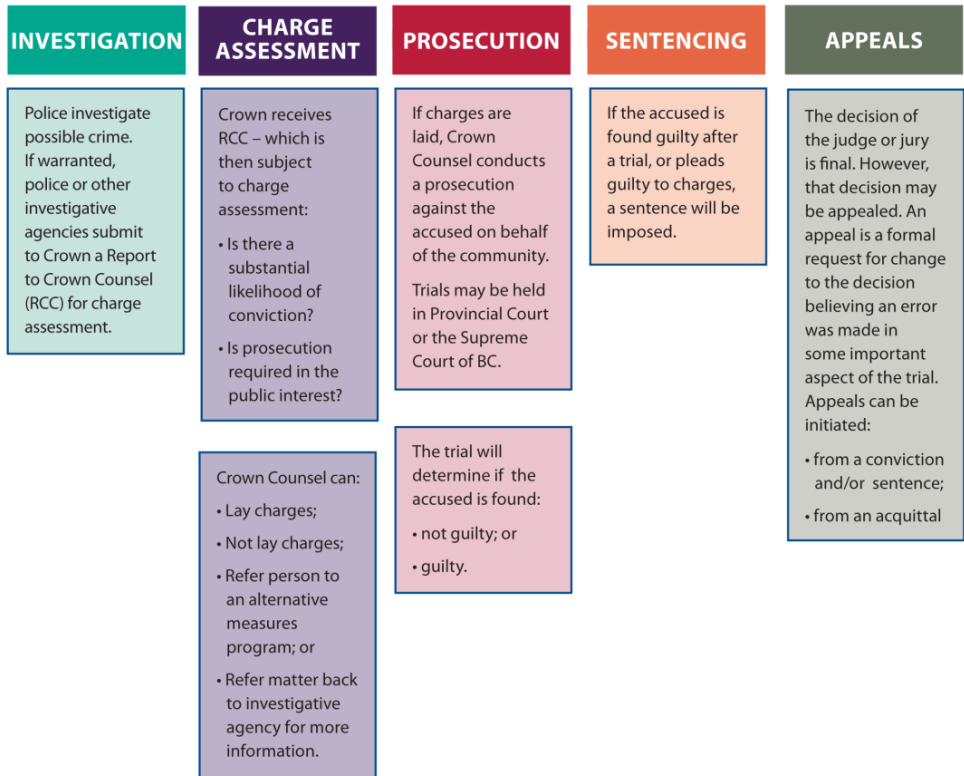 INVESTIGATION
Police investigate
possible crime.
If warranted,
police or other
investigative
agencies submit
to Crown a Report
to Crown Counsel
(RCC) for charge
assessment.
CHARGE
ASSESSMENT
Crown receives
RCC – which is
then subject
to charge
assessment:
• Is there a
substantial
likelihood of
conviction?
• Is prosecution
required in the
public interest?
Crown Counsel can:
• Lay charges;
• Not lay charges;
• Refer person to
an alternative
measures
program; or
• Refer matter back
to investigative
agency for more
information.
PROSECUTION
If charges are
laid, Crown
Counsel conducts
a prosecution
against the
accused on behalf
of the community.
Trials may be held
in Provincial Court
or the Supreme
Court of BC.
The trial will
determine if the
accused is found:
• not guilty; or
• guilty.
SENTENCING
If the accused is
found guilty after
a trial, or pleads
guilty to charges,
a sentence will be
imposed.
APPEALS
The decision of
the judge or jury
is final. However,
that decision may
be appealed. An
appeal is a formal
request for change
to the decision
believing an error
was made in
some important
aspect of the trial.
Appeals can be
initiated:
• from a conviction
and/or sentence;
• from an acquittal